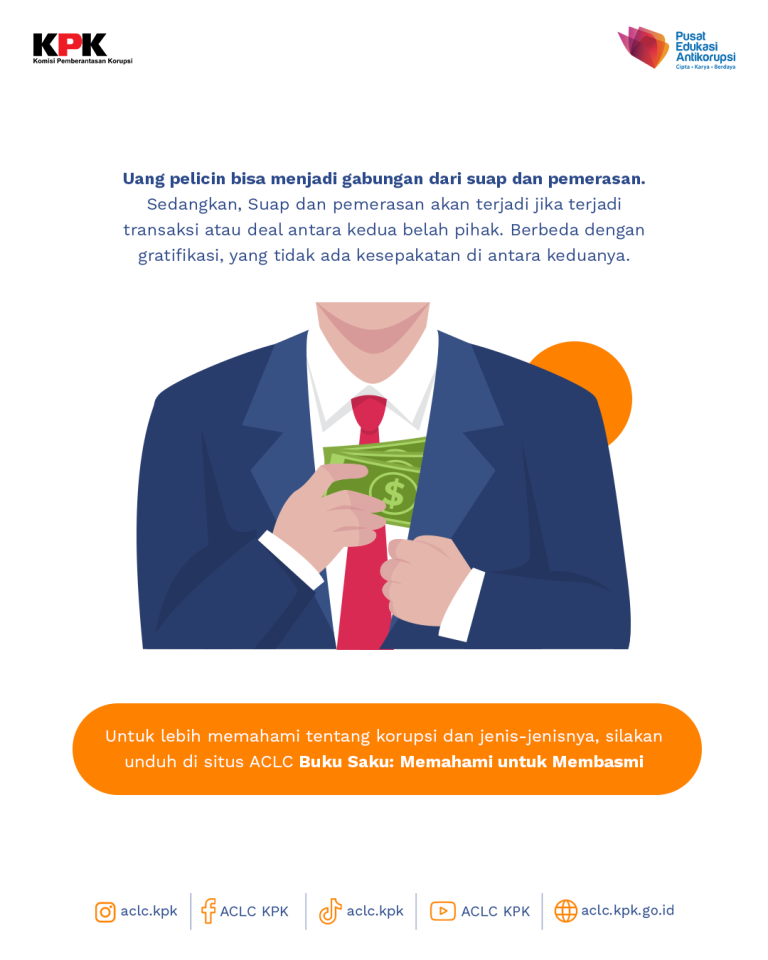 KPK
Komisi Pemberantasan Korupsi
Pusat
Edukasi
Antikorupsi
Cipta • Karya • Berdaya
Uang pelicin bisa menjadi gabungan dari suap dan pemerasan.
Sedangkan, Suap dan pemerasan akan terjadi jika terjadi
transaksi atau deal antara kedua belah pihak. Berbeda dengan
gratifikasi, yang tidak ada kesepakatan di antara keduanya.
$
Untuk lebih memahami tentang korupsi dan jenis-jenisnya, silakan
unduh di situs ACLC Buku Saku: Memahami untuk Membasmi
aclc.kpk
ACLC KPK
aclc.kpk
ACLC KPK
aclc.kpk.go.id